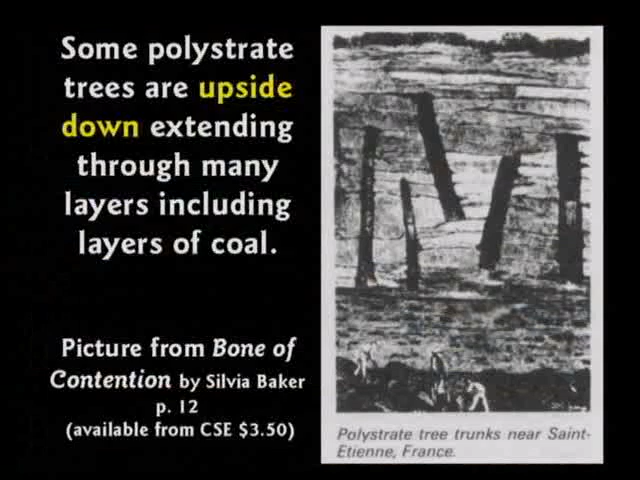 Some polystrate
trees are upside
down extending
through many
layers including
layers of coal.
Picture from Bone of
Contention by Silvia Baker
p. 12
(available from CSE $3.50)
Polystrate tree trunks near Saint-
Etienne, France.